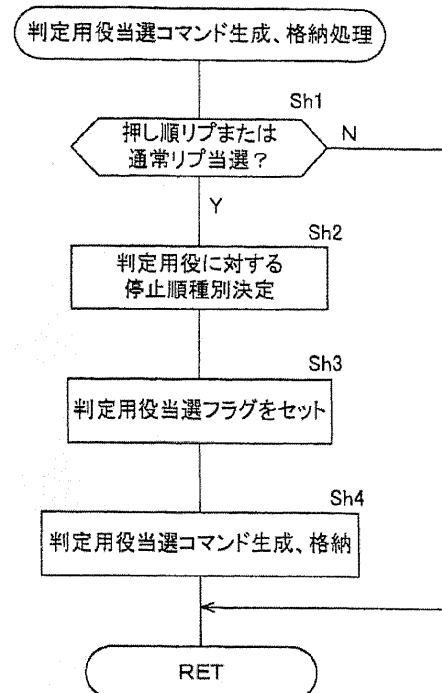 判定用役当選コマンド生成、格納処理
Sh1
押し順リプまたは
通常リプ当選？
N
Y
Sh2
判定用役に対する
停止順種別決定
Sh3
判定用役当選フラグをセット
Sh4
判定用役当選コマンド生成、格納
RET